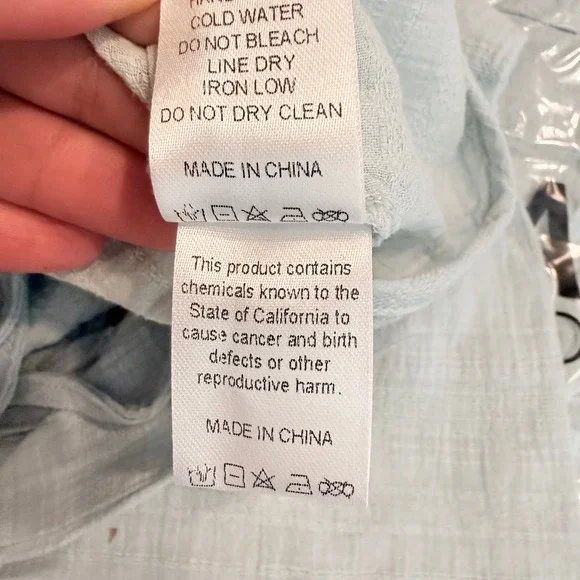 COLD WATER
DO NOT BLEACH
LINE DRY
IRON LOW
DO NOT DRY CLEAN
MADE IN CHINA
This product contains
chemicals known to the
State of California to
cause cancer and birth
defects or other
reproductive harm.
MADE IN CHINA